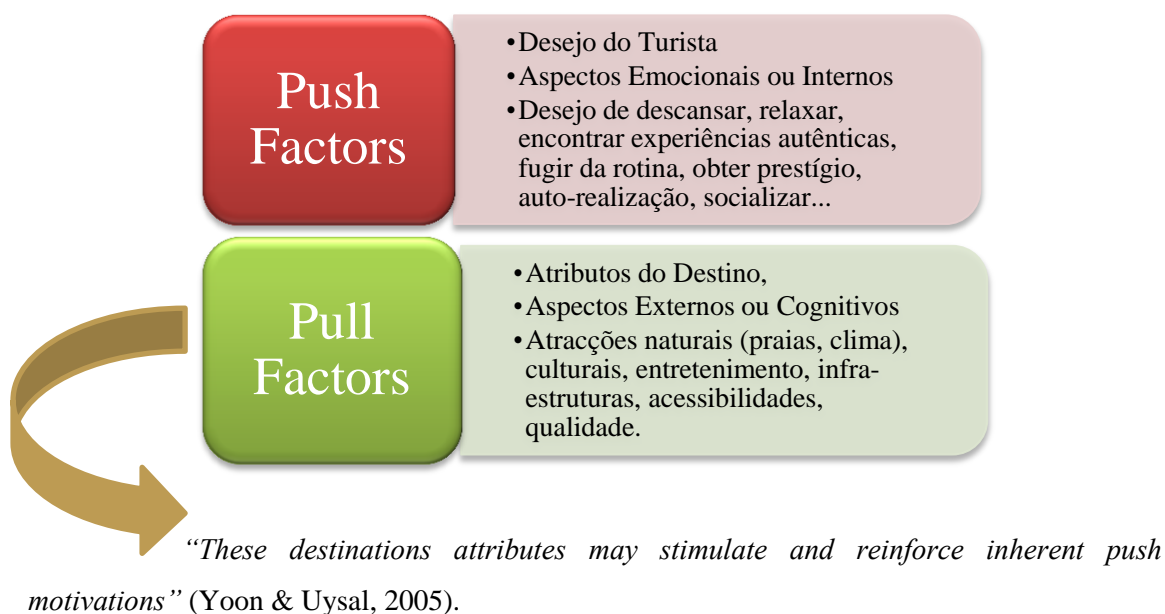 Push
Factors
•Desejo do Turista
•Aspectos Emocionais ou Internos
•Desejo de descansar, relaxar,
encontrar experiências autênticas,
fugir da rotina, obter prestígio,
auto-realização, socializar...
Pull
Factors
•Atributos do Destino,
•Aspectos Externos ou Cognitivos
•Atracções naturais (praias, clima),
culturais, entretenimento, infra-
estruturas, acessibilidades,
qualidade.
“These destinations attributes may stimulate and reinforce inherent push
motivations” (Yoon & Uysal, 2005).